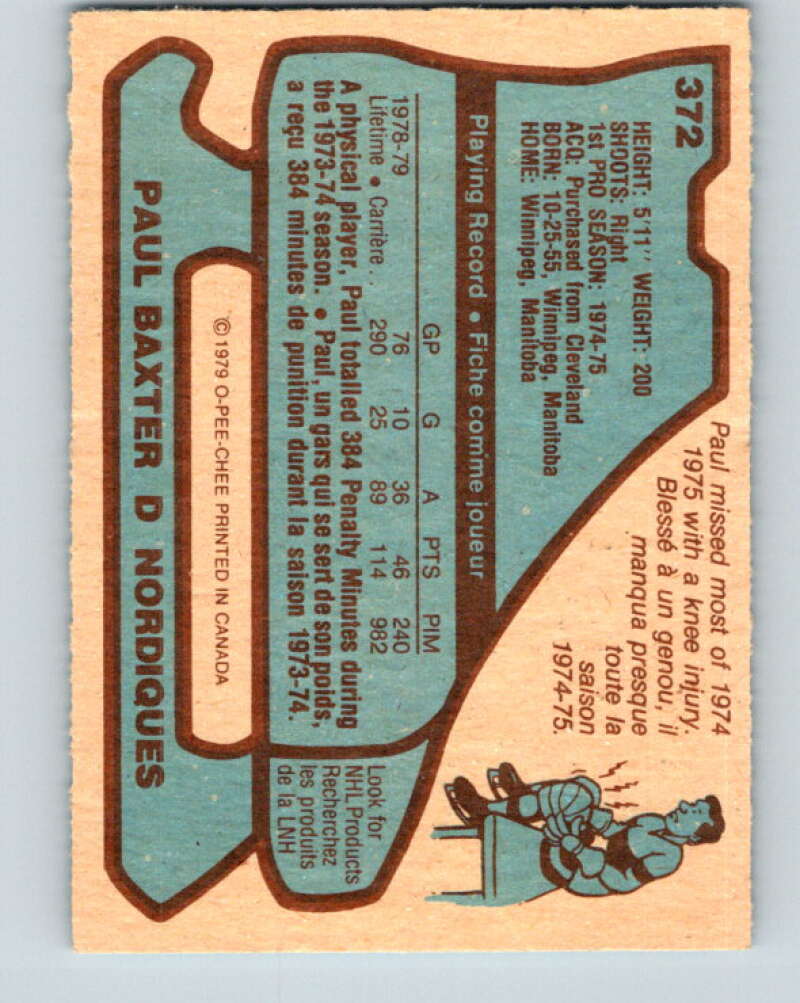 372
HEIGHT: 5'11" WEIGHT: 200
SHOOTS: Right
1st PRO SEASON: 1974-75
ACQ: Purchased from Cleveland
BORN: 10-25-55, Winnipeg, Manitoba
HOME: Winnipeg, Manitoba
Paul missed most of 1974
1975 with a knee injury.
Blessé à un genou, il
manqua presque
toute la
saison
1974-75.
Playing Record • Fiche comme joueur
GP G A PTS PIM
1978-79 76 10 36 46 240
Lifetime • Carrière . . 290 25 89 114 982
A physical player, Paul totalled 384 Penalty Minutes during
the 1973-74 season. • Paul, un gars qui se sert de son poids,
a reçu 384 minutes de punition durant la saison 1973-74.
Look for
NHL Products
Recherchez
les produits
de la LNH
© 1979 O-PEE-CHEE PRINTED IN CANADA
PAUL BAXTER D NORDIQUES